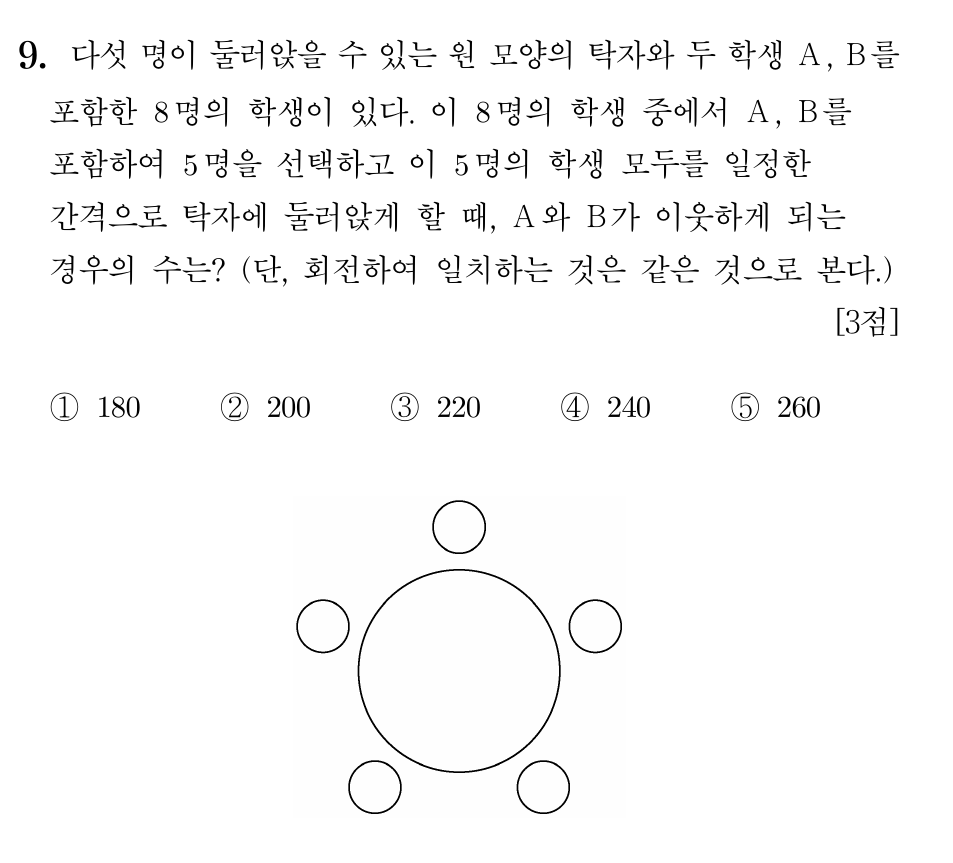 9. 다섯 명이 둘러앉을 수 있는 원 모양의 탁자와 두 학생 A, B를
포함한 8명의 학생이 있다. 이 8명의 학생 중에서 A, B를
포함하여 5명을 선택하고 이 5명의 학생 모두를 일정한
간격으로 탁자에 둘러앉게 할 때, A와 B가 이웃하게 되는
경우의 수는? (단, 회전하여 일치하는 것은 같은 것으로 본다.)
[3점]
① 180 ② 200 ③ 220 ④ 240 ⑤ 260